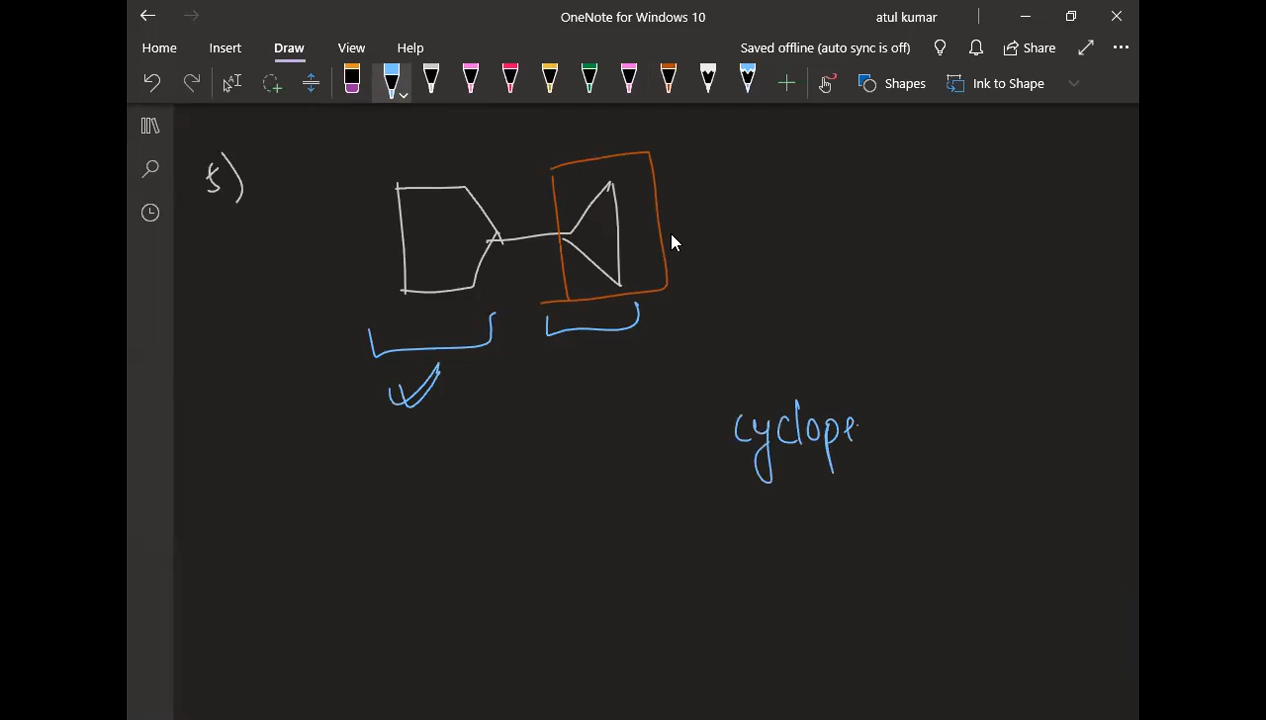 OneNote for Windows 10
atul kumar
Home Insert Draw View Help
Saved offline (auto sync is off)
Share
Shapes
Ink to Shape
5)
cyclope